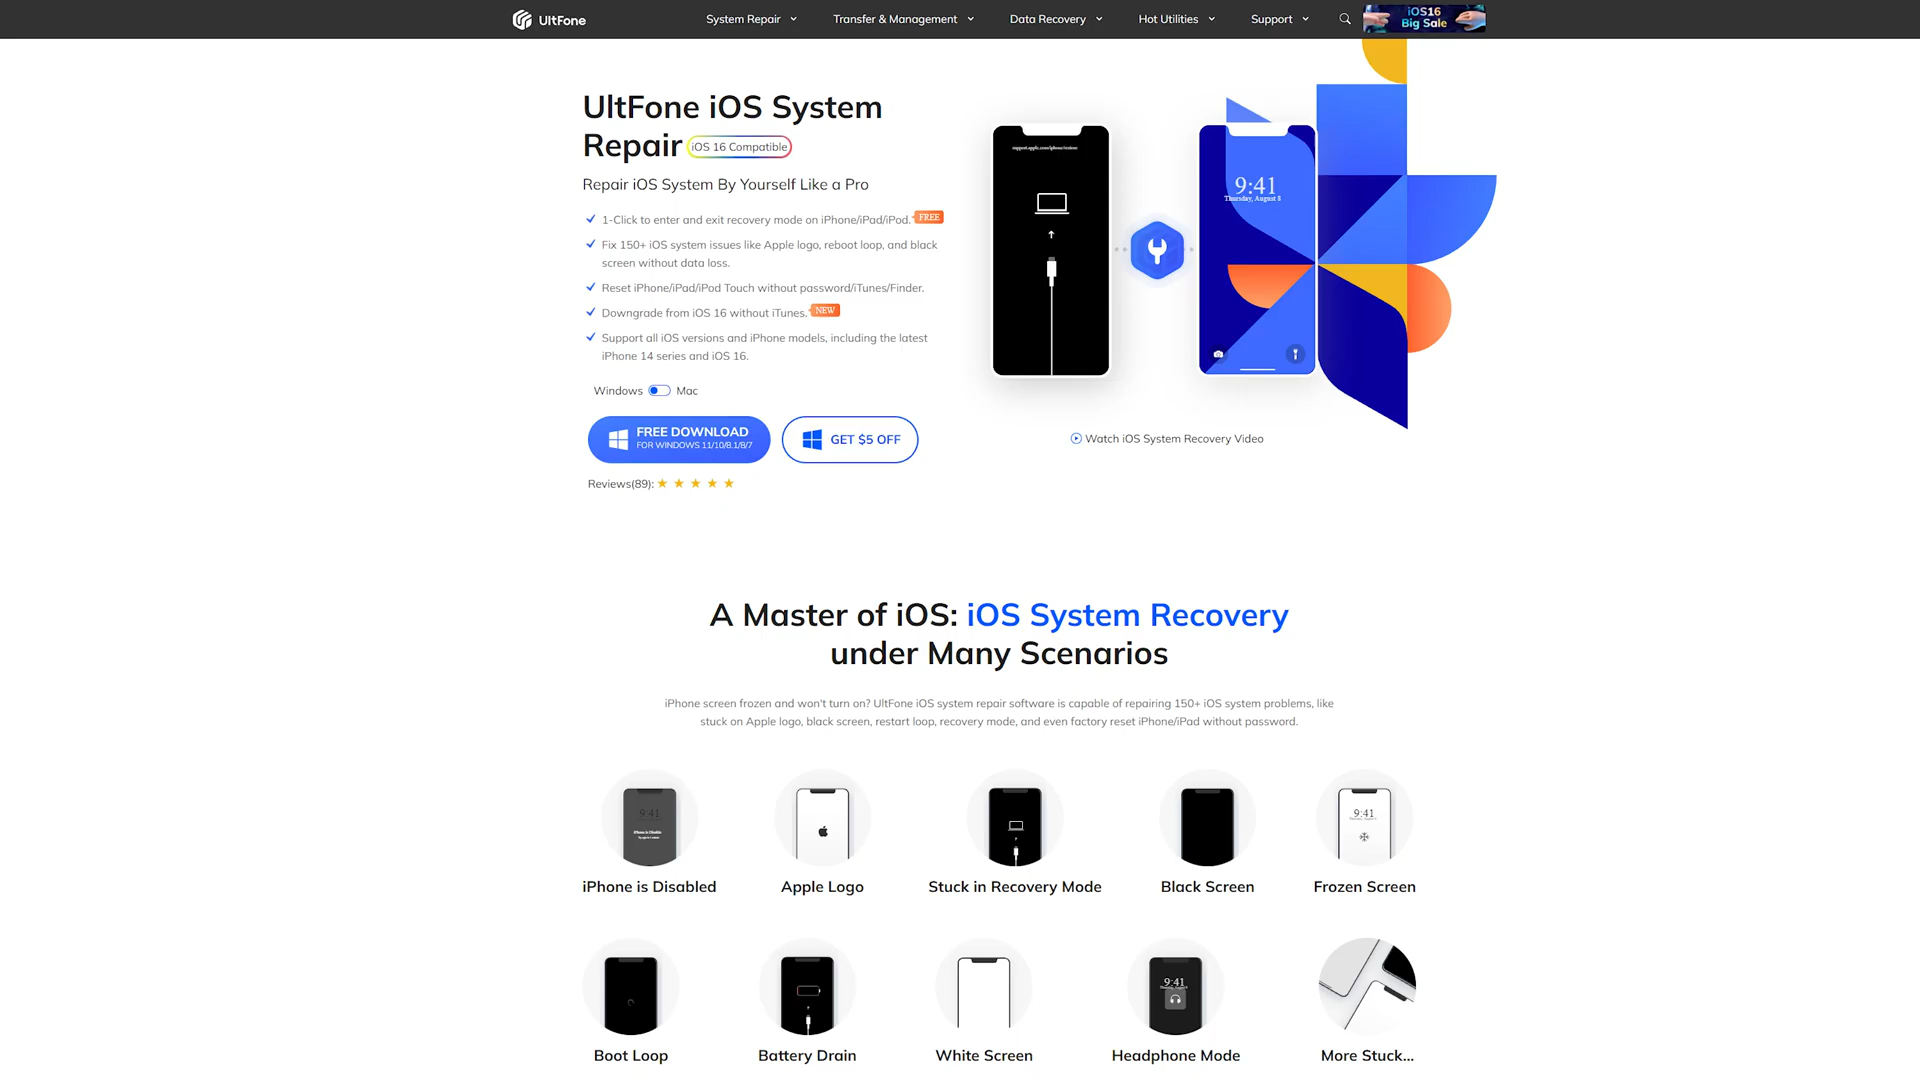 UltFone
System Repair
Transfer & Management
Data Recovery
Hot Utilities
Support
iOS16
Big Sale
UltFone iOS System
Repair iOS 16 Compatible
Repair iOS System By Yourself Like a Pro
1-Click to enter and exit recovery mode on iPhone/iPad/iPod. FREE
Fix 150+ iOS system issues like Apple logo, reboot loop, and black
screen without data loss.
Reset iPhone/iPad/iPod Touch without password/iTunes/Finder.
Downgrade from iOS 16 without iTunes. NEW
Support all iOS versions and iPhone models, including the latest
iPhone 14 series and iOS 16.
Windows Mac
FREE DOWNLOAD
FOR WINDOWS 11/10/8.1/8/7
GET $5 OFF
Reviews(89):
support.apple.com/iphone/restore
9:41
Thursday, August 8
Watch iOS System Recovery Video
A Master of iOS: iOS System Recovery
under Many Scenarios
iPhone screen frozen and won't turn on? UltFone iOS system repair software is capable of repairing 150+ iOS system problems, like
stuck on Apple logo, black screen, restart loop, recovery mode, and even factory reset iPhone/iPad without password.
9:41
iPhone is Disabled
9:41
iPhone is Disabled
Apple Logo
Stuck in Recovery Mode
Black Screen
Frozen Screen
9:41
Boot Loop
Battery Drain
White Screen
Headphone Mode
More Stuck...